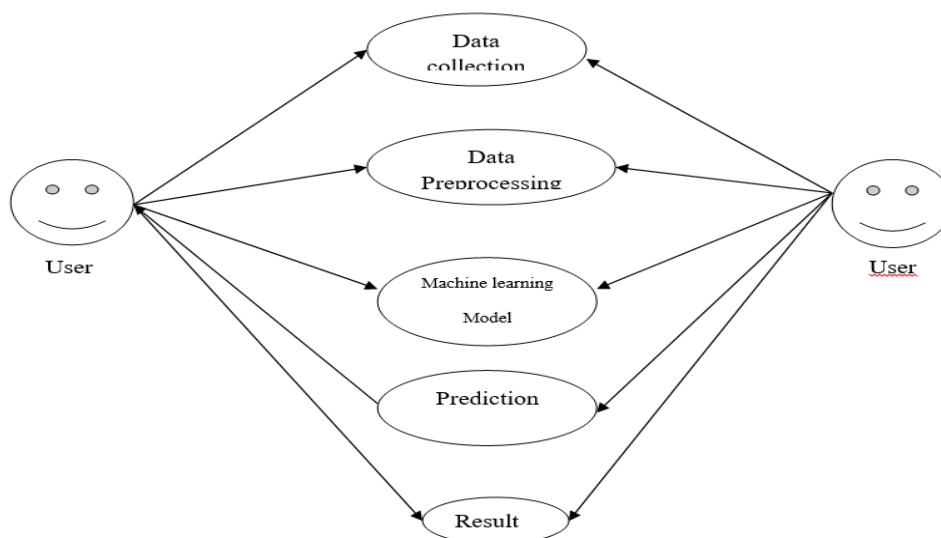 Data
collection
Data
Preprocessing
User
User
Machine learning
Model
Prediction
Result